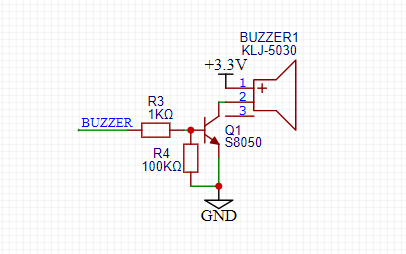 BUZZER1
KLJ-5030
+3.3V
1
+
2
3
R3
1KΩ
BUZZER
Q1
S8050
R4
100KΩ
GND